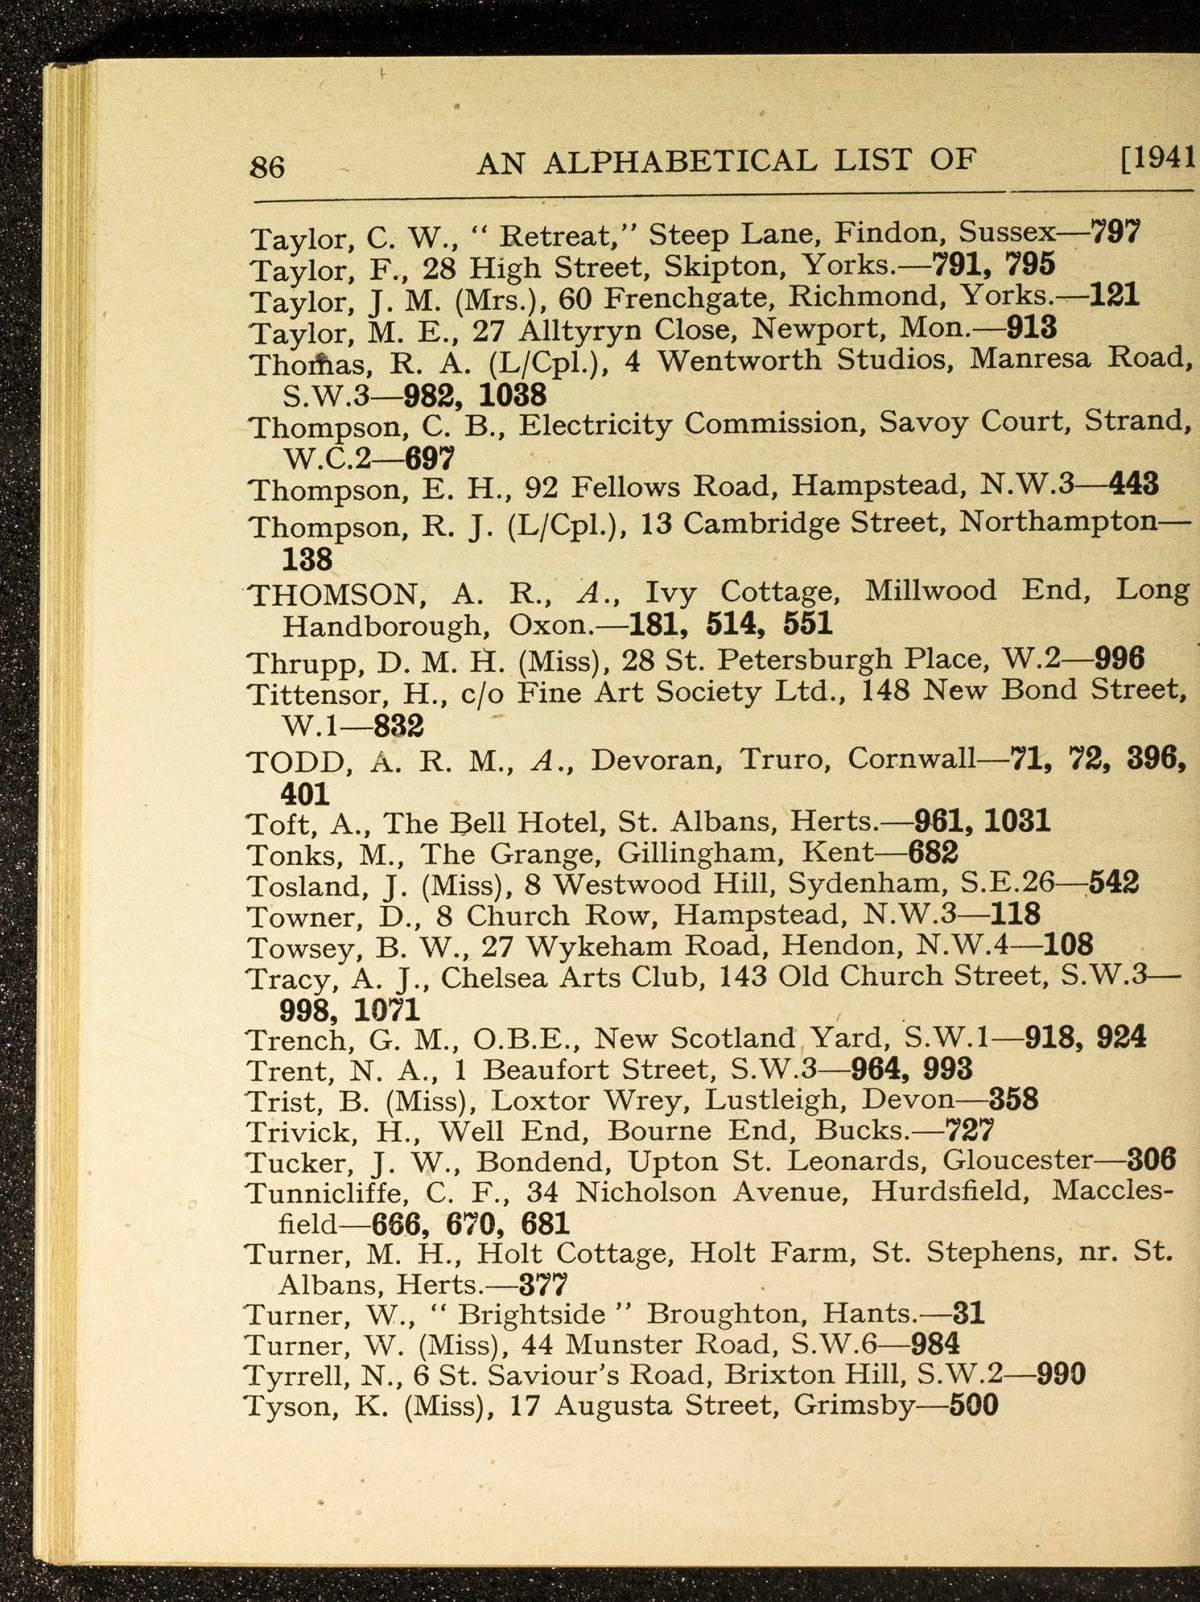 86 AN ALPHABETICAL LIST OF [1941
Taylor, C. W., “ Retreat,” Steep Lane, Findon, Sussex—797
Taylor, F., 28 High Street, Skipton, Yorks.—791, 795
Taylor, J. M. (Mrs.), 60 Frenchgate, Richmond, Yorks.—121
Taylor, M. E., 27 Alltyryn Close, Newport, Mon.—913
Thomas, R. A. (L/Cpl.), 4 Wentworth Studios, Manresa Road,
S.W.3—982, 1038
Thompson, C. B., Electricity Commission, Savoy Court, Strand,
W.C.2—697
Thompson, E. H., 92 Fellows Road, Hampstead, N.W.3—443
Thompson, R. J. (L/Cpl.), 13 Cambridge Street, Northampton—
138
THOMSON, A. R., A., Ivy Cottage, Millwood End, Long
Handborough, Oxon.—181, 514, 551
Thrupp, D. M. H. (Miss), 28 St. Petersburgh Place, W.2—996
Tittensor, H., c/o Fine Art Society Ltd., 148 New Bond Street,
W.1—832
TODD, A. R. M., A., Devoran, Truro, Cornwall—71, 72, 396,
401
Toft, A., The Bell Hotel, St. Albans, Herts.—961, 1031
Tonks, M., The Grange, Gillingham, Kent—682
Tosland, J. (Miss), 8 Westwood Hill, Sydenham, S.E.26—542
Towner, D., 8 Church Row, Hampstead, N.W.3—118
Towsey, B. W., 27 Wykeham Road, Hendon, N.W.4—108
Tracy, A. J., Chelsea Arts Club, 143 Old Church Street, S.W.3—
998, 1071
Trench, G. M., O.B.E., New Scotland Yard, S.W.1—918, 924
Trent, N. A., 1 Beaufort Street, S.W.3—964, 993
Trist, B. (Miss), Loxtor Wrey, Lustleigh, Devon—358
Trivick, H., Well End, Bourne End, Bucks.—727
Tucker, J. W., Bondend, Upton St. Leonards, Gloucester—306
Tunnicliffe, C. F., 34 Nicholson Avenue, Hurdsfield, Maccles-
field—666, 670, 681
Turner, M. H., Holt Cottage, Holt Farm, St. Stephens, nr. St.
Albans, Herts.—377
Turner, W., “ Brightside ” Broughton, Hants.—31
Turner, W. (Miss), 44 Munster Road, S.W.6—984
Tyrrell, N., 6 St. Saviour’s Road, Brixton Hill, S.W.2—990
Tyson, K. (Miss), 17 Augusta Street, Grimsby—500